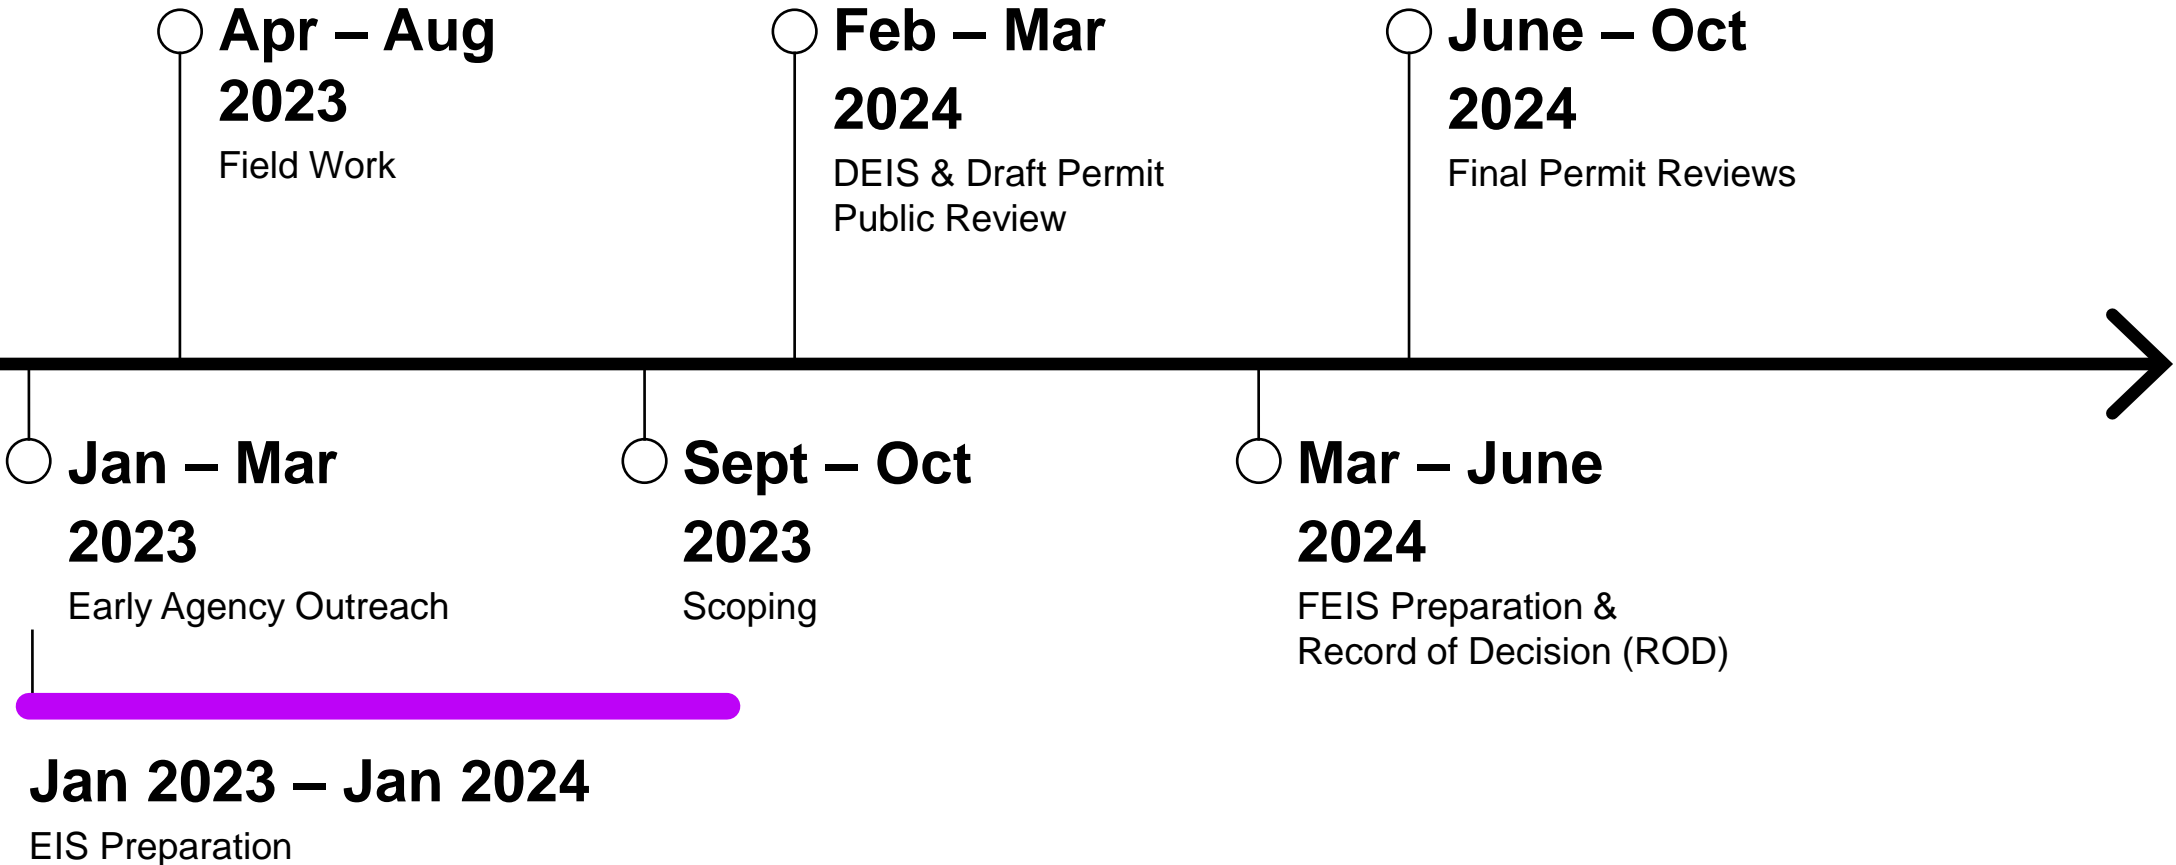 Apr – Aug
2023
Field Work
Feb – Mar
2024
DEIS & Draft Permit
Public Review
June – Oct
2024
Final Permit Reviews
Jan – Mar
2023
Early Agency Outreach
Sept – Oct
2023
Scoping
Mar – June
2024
FEIS Preparation &
Record of Decision (ROD)
Jan 2023 – Jan 2024
EIS Preparation